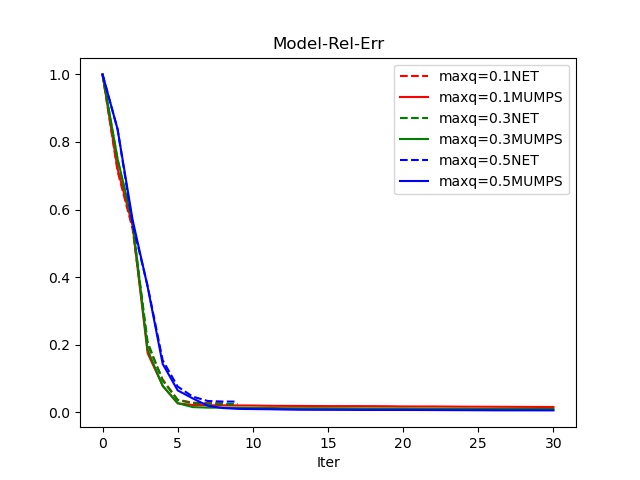 Model-Rel-Err
1.0
0.8
0.6
0.4
0.2
0.0
maxq=0.1NET
maxq=0.1MUMPS
maxq=0.3NET
maxq=0.3MUMPS
maxq=0.5NET
maxq=0.5MUMPS
0 5 10 15 20 25 30
Iter